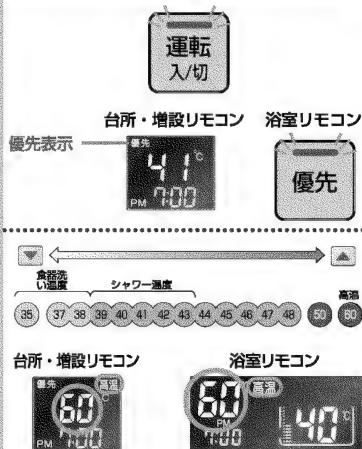 運転
入/切
台所・増設リモコン 浴室リモコン
優先表示
優先
41℃
PM 7:00
優先
食器洗い温度
シャワー温度
高温
35 37 38 39 40 41 42 43 44 45 46 47 48 50 60
台所・増設リモコン 浴室リモコン
優先 高温
60℃
PM 7:00
60 高温
PM
7:00
40℃